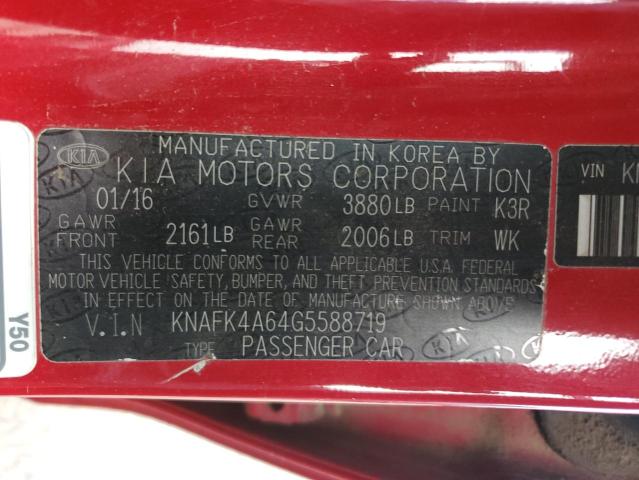 MANUFACTURED IN KOREA BY
KIA KIA MOTORS CORPORATION
01/16 GVWR 3880LB PAINT K3R
GAWR FRONT 2161LB GAWR REAR 2006LB TRIM WK
THIS VEHICLE CONFORMS TO ALL APPLICABLE U.S.A. FEDERAL
MOTOR VEHICLE SAFETY, BUMPER, AND THEFT PREVENTION STANDARDS
IN EFFECT ON THE DATE OF MANUFACTURE SHOWN ABOVE
V.I.N KNAFK4A64G5588719
TYPE PASSENGER CAR
VIN
Y50